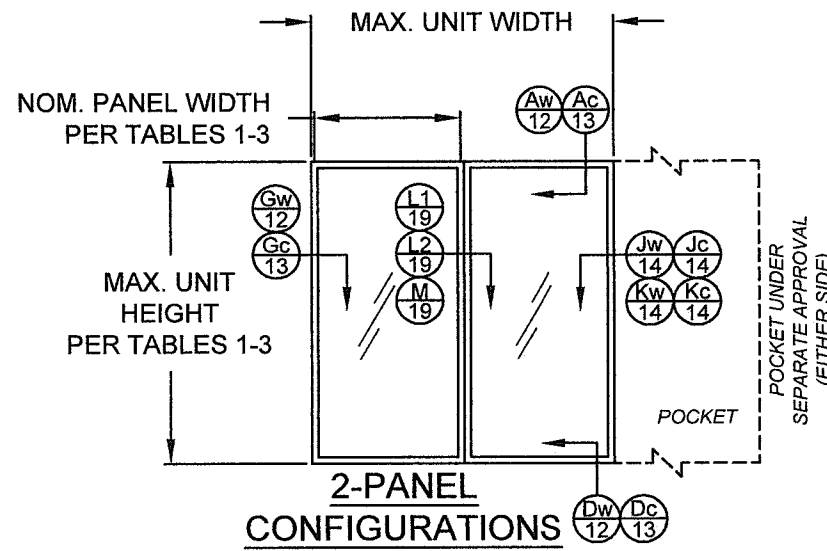 MAX. UNIT WIDTH
NOM. PANEL WIDTH
PER TABLES 1-3
Aw
12
Ac
13
Gw
12
Gc
13
L1
19
L2
19
M
19
Jw
14
Jc
14
Kw
14
Kc
14
MAX. UNIT
HEIGHT
PER TABLES 1-3
POCKET UNDER
SEPARATE APPROVAL
(EITHER SIDE)
POCKET
2-PANEL
CONFIGURATIONS
Dw
12
Dc
13